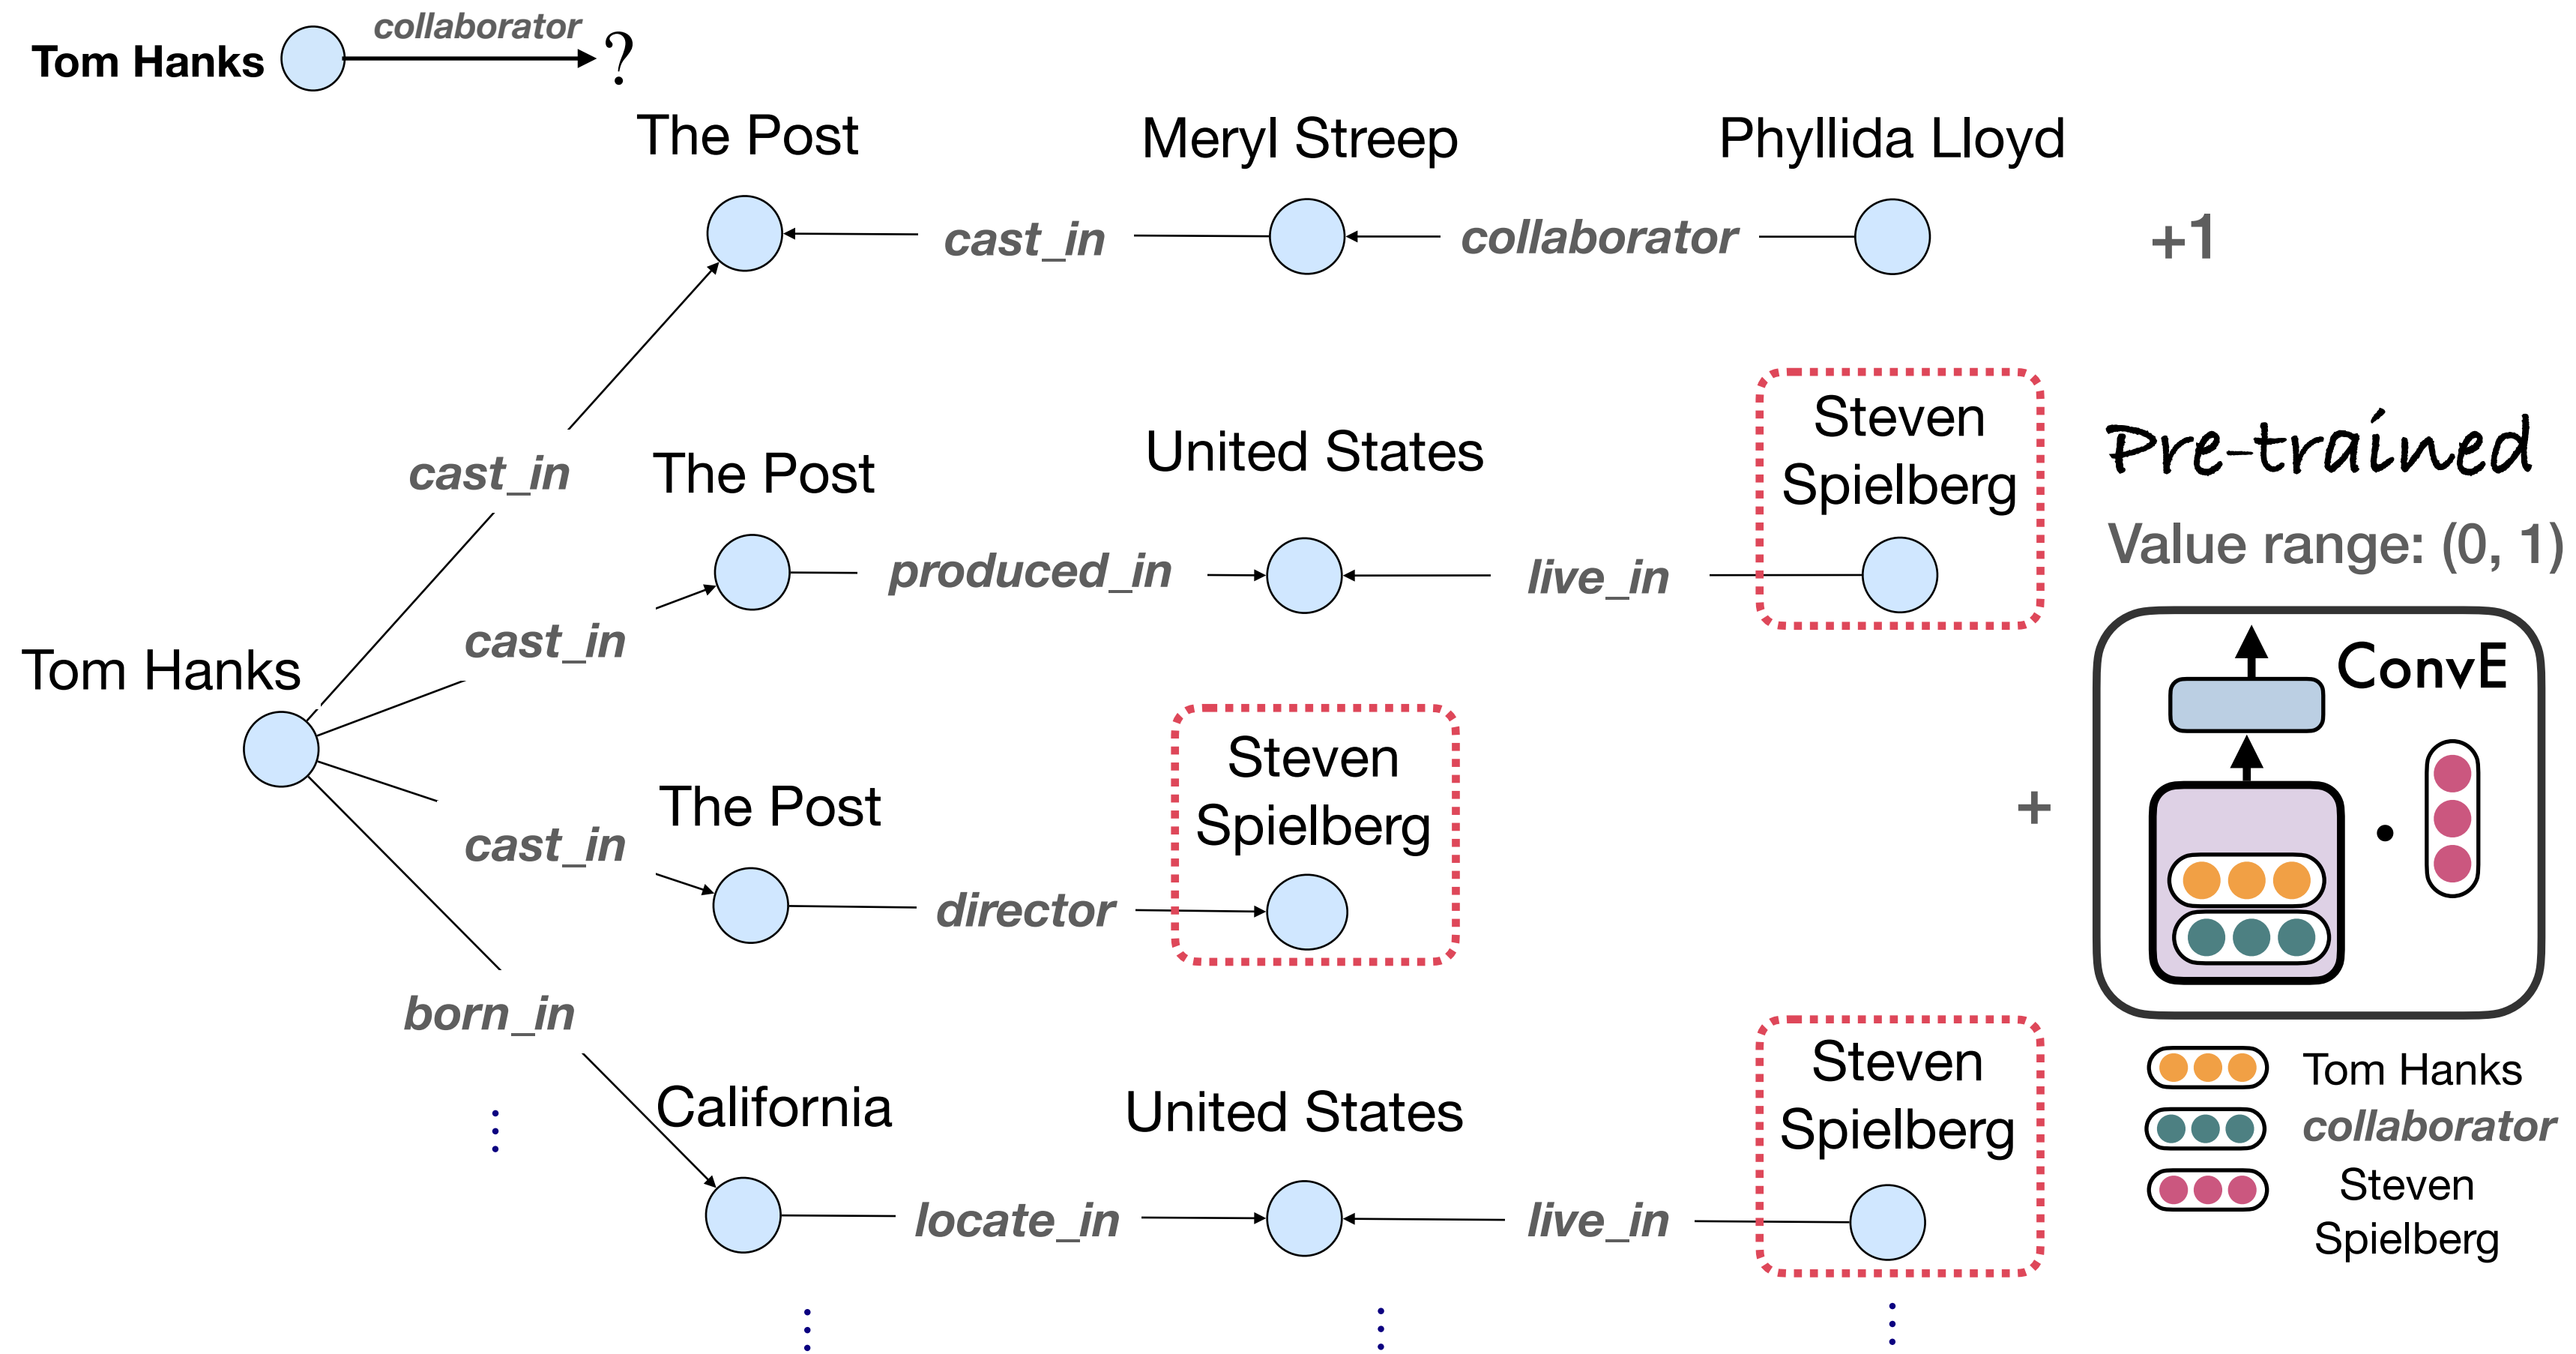 collaborator
Tom Hanks
?
The Post
Meryl Streep
Phyllida Lloyd
cast_in
collaborator
+1
Steven
Spielberg
Pre-trained
Value range: (0, 1)
cast_in
The Post
United States
produced_in
live_in
cast_in
Tom Hanks
ConvE
Steven
Spielberg
The Post
+
cast_in
director
born_in
California
United States
Steven
Spielberg
locate_in
live_in
Tom Hanks
collaborator
Steven
Spielberg